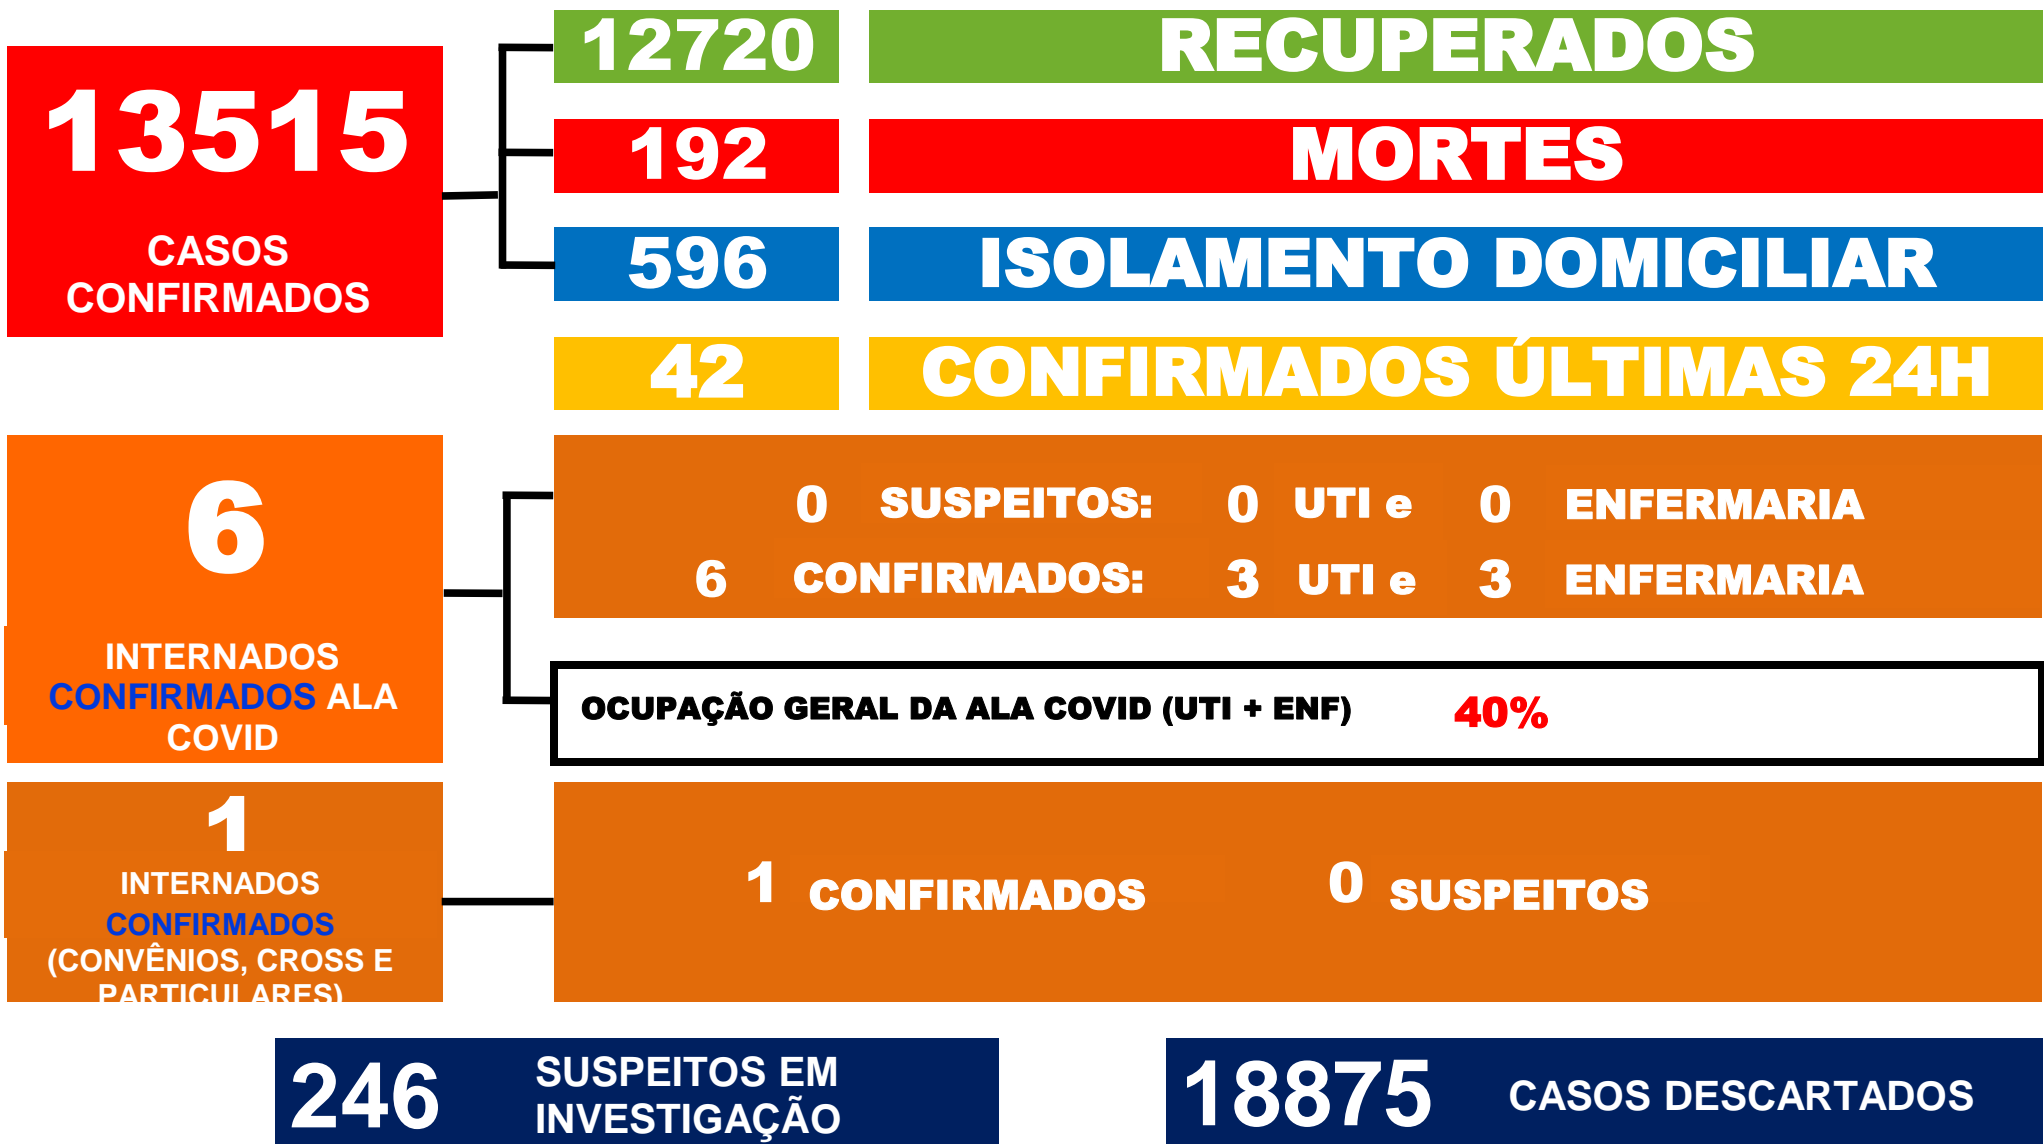 13515
CASOS
CONFIRMADOS
12720 RECUPERADOS
192 MORTES
596 ISOLAMENTO DOMICILIAR
42 CONFIRMADOS ÚLTIMAS 24H
6
INTERNADOS
CONFIRMADOS ALA
COVID
0 SUSPEITOS: 0 UTI e 0 ENFERMARIA
6 CONFIRMADOS: 3 UTI e 3 ENFERMARIA
OCUPAÇÃO GERAL DA ALA COVID (UTI + ENF) 40%
1
INTERNADOS
CONFIRMADOS
(CONVÊNIOS, CROSS E
PARTICULARES)
1 CONFIRMADOS 0 SUSPEITOS
246 SUSPEITOS EM
INVESTIGAÇÃO
18875 CASOS DESCARTADOS